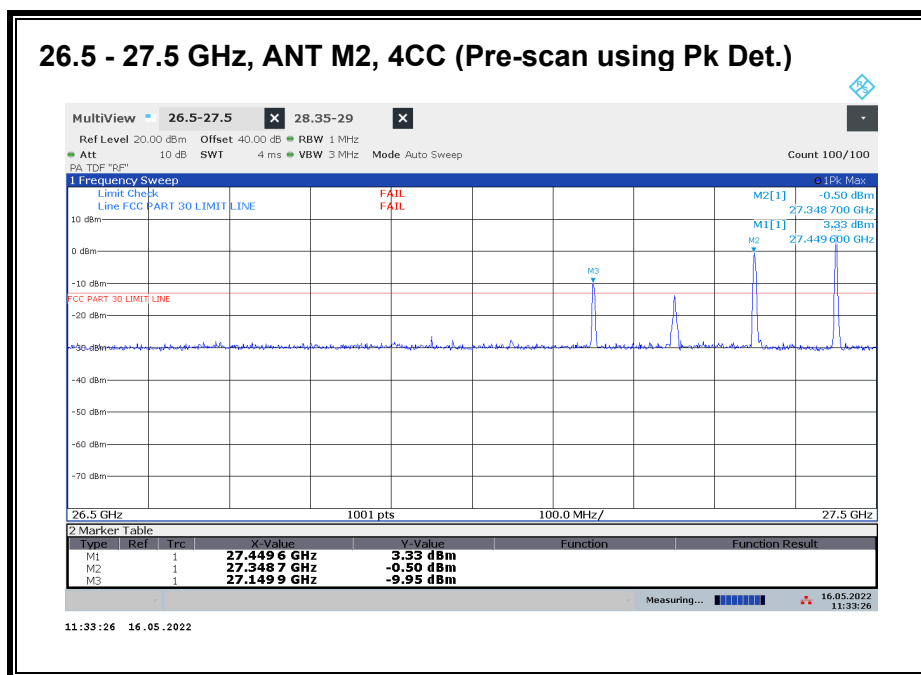 26.5 - 27.5 GHz, ANT M2, 4CC (Pre-scan using Pk Det.)
R&S
MultiView 26.5-27.5 28.35-29
Ref Level 20.00 dBm Offset 40.00 dB RBW 1 MHz
Att 10 dB SWT 4 ms VBW 3 MHz Mode Auto Sweep Count 100/100
PA TDF "RF"
1 Frequency Sweep 1Pk Max
Limit Check FAIL M2[1] -0.50 dBm
Line FCC PART 30 LIMIT LINE FAIL 27.348 700 GHz
10 dBm M1[1] 3.33 dBm
27.449 600 GHz
M2
0 dBm
M3
-10 dBm
FCC PART 30 LIMIT LINE
-20 dBm
-30 dBm
-40 dBm
-50 dBm
-60 dBm
-70 dBm
26.5 GHz 1001 pts 100.0 MHz/ 27.5 GHz
2 Marker Table
Type Ref Trc X-Value Y-Value Function Function Result
M1 1 27.4496 GHz 3.33 dBm
M2 1 27.3487 GHz -0.50 dBm
M3 1 27.1499 GHz -9.95 dBm
Measuring... 16.05.2022
11:33:26
11:33:26 16.05.2022